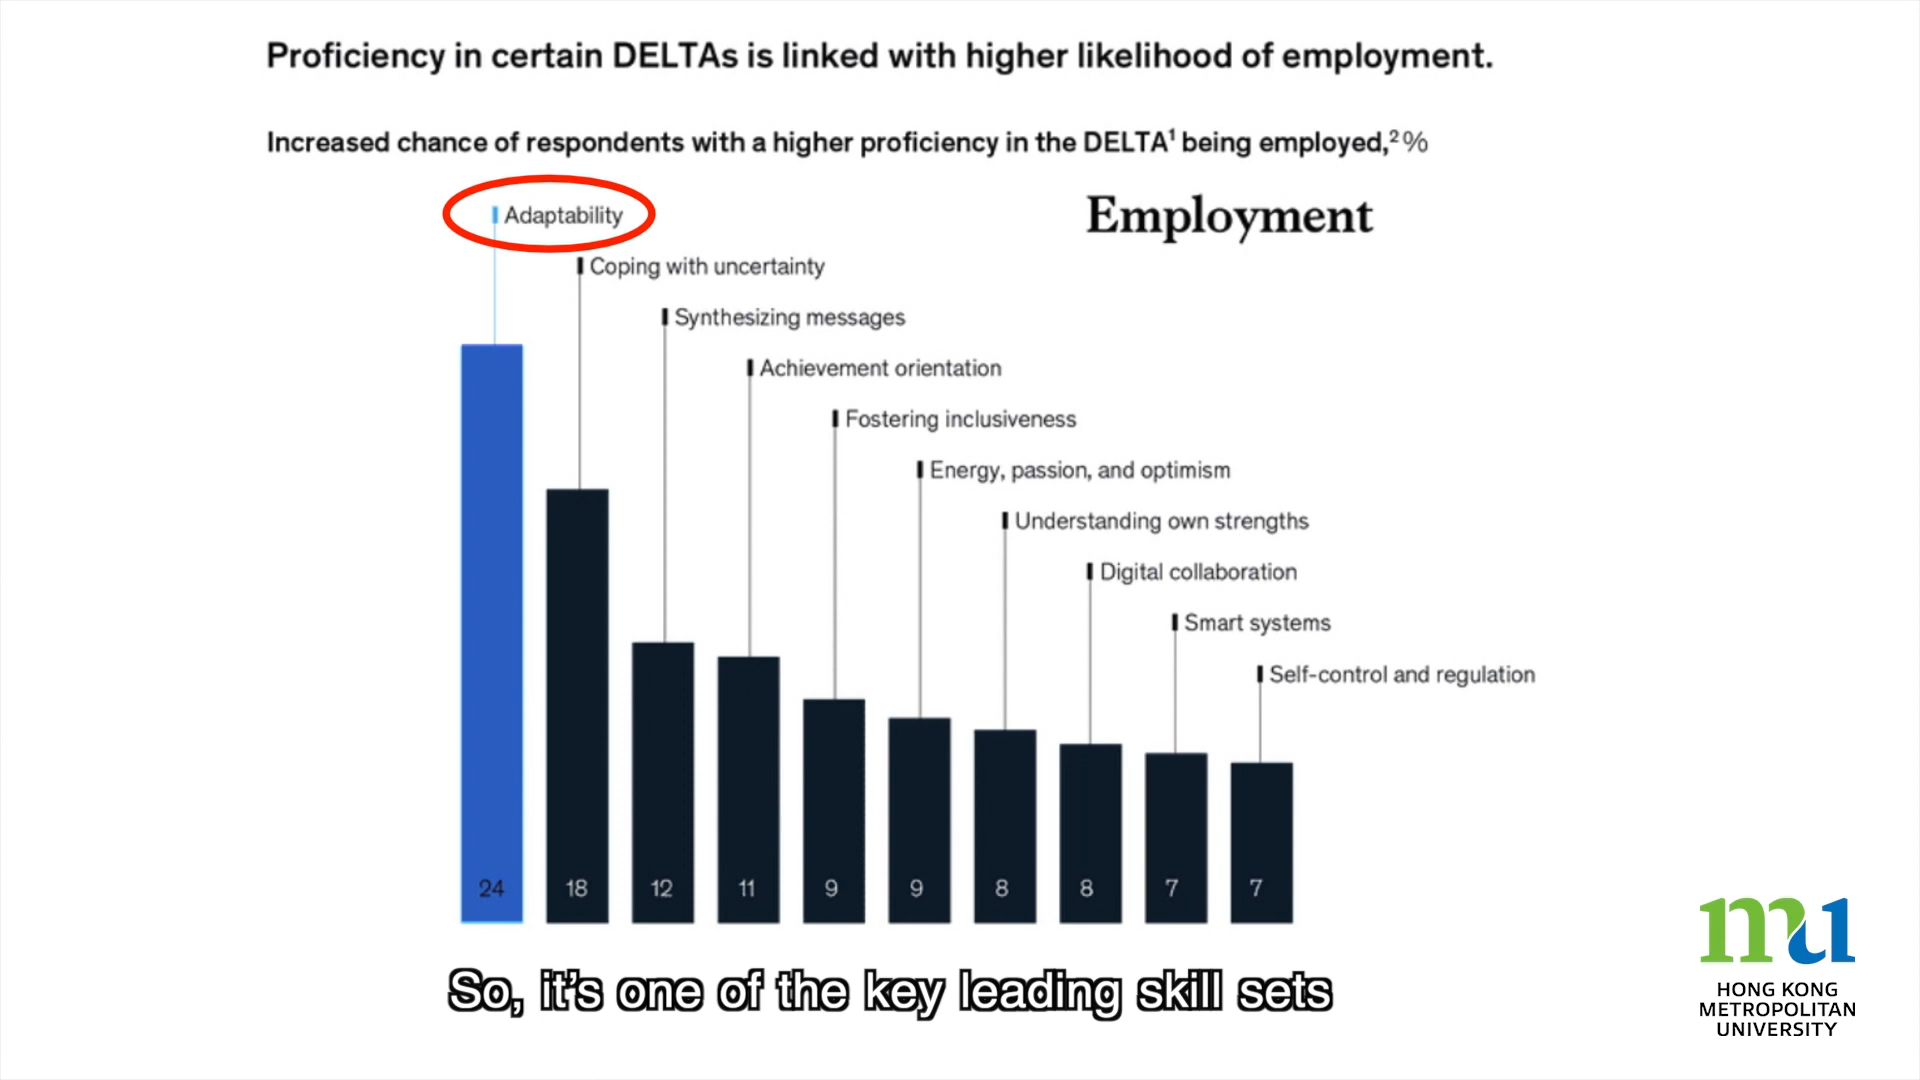 Proficiency in certain DELTAs is linked with higher likelihood of employment.
Increased chance of respondents with a higher proficiency in the DELTA¹ being employed,² %
Employment
Adaptability
Coping with uncertainty
Synthesizing messages
Achievement orientation
Fostering inclusiveness
Energy, passion, and optimism
Understanding own strengths
Digital collaboration
Smart systems
Self-control and regulation
24 18 12 11 9 9 8 8 7 7
So, it's one of the key leading skill sets
mu
HONG KONG
METROPOLITAN
UNIVERSITY